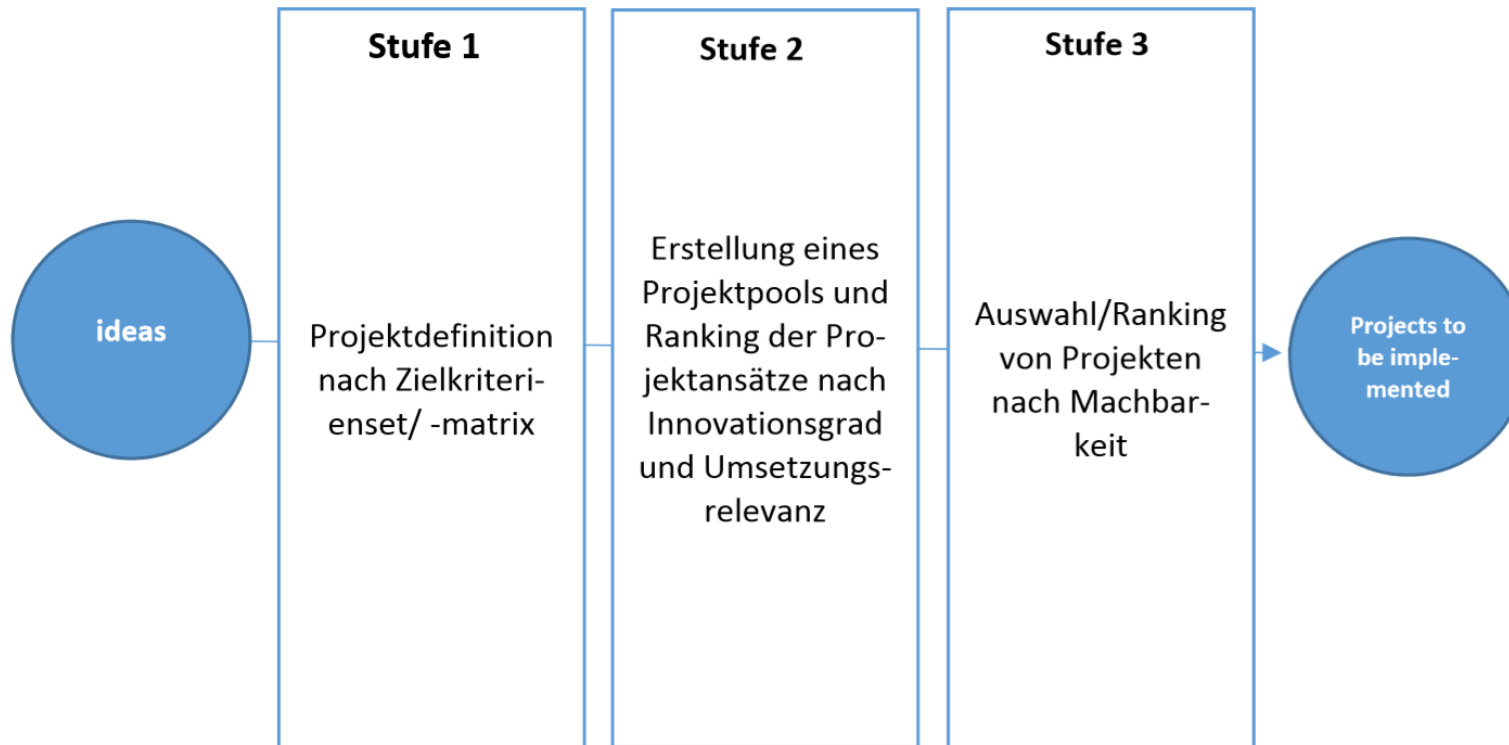 ideas
Stufe 1
Projektdefinition
nach Zielkriteri-
enset/ -matrix
Stufe 2
Erstellung eines
Projektpools und
Ranking der Pro-
jektansätze nach
Innovationsgrad
und Umsetzungs-
relevanz
Stufe 3
Auswahl/Ranking
von Projekten
nach Machbar-
keit
Projects to
be imple-
mented